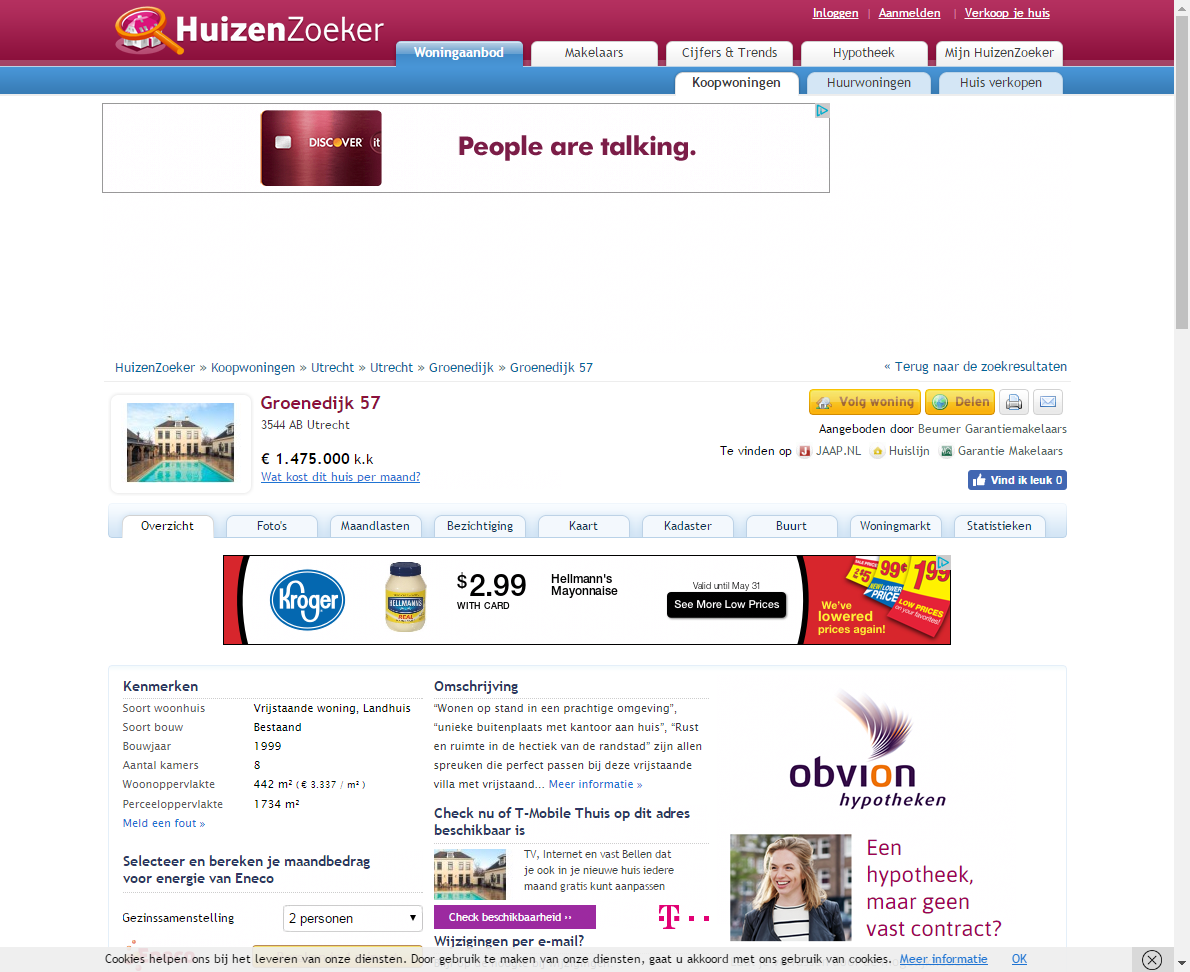 Inloggen | Aanmelden | Verkoop je huis
HuizenZoeker
Woningaanbod Makelaars Cijfers & Trends Hypotheek Mijn HuizenZoeker
Koopwoningen Huurwoningen Huis verkopen
DISCOVER it
People are talking.
HuizenZoeker » Koopwoningen » Utrecht » Utrecht » Groenedijk » Groenedijk 57
« Terug naar de zoekresultaten
Groenedijk 57
3544 AB Utrecht
€ 1.475.000 k.k
Wat kost dit huis per maand?
Volg woning Delen
Aangeboden door Beumer Garantiemakelaars
Te vinden op JAAP.NL Huislijn Garantie Makelaars
Vind ik leuk 0
Overzicht Foto's Maandlasten Bezichtiging Kaart Kadaster Buurt Woningmarkt Statistieken
Kroger
HELLMANN'S
REAL
$2.99
WITH CARD
Hellmann's
Mayonnaise
Valid until May 31
See More Low Prices
We've
lowered
prices again!
99¢
NEW LOWER
PRICE
LOW PRICES
on your favorites!
Kenmerken
Soort woonhuis Vrijstaande woning, Landhuis
Soort bouw Bestaand
Bouwjaar 1999
Aantal kamers 8
Woonoppervlakte 442 m² ( € 3.337 / m² )
Perceeloppervlakte 1734 m²
Meld een fout »
Selecteer en bereken je maandbedrag
voor energie van Eneco
Gezinssamenstelling 2 personen
Omschrijving
“Wonen op stand in een prachtige omgeving”,
“unieke buitenplaats met kantoor aan huis”, “Rust
en ruimte in de hectiek van de randstad” zijn allen
spreuken die perfect passen bij deze vrijstaande
villa met vrijstaand... Meer informatie »
Check nu of T-Mobile Thuis op dit adres
beschikbaar is
TV, Internet en vast Bellen dat
je ook in je nieuwe huis iedere
maand gratis kunt aanpassen
Check beschikbaarheid ››
T
Wijzigingen per e-mail?
obvion
hypotheken
Een
hypotheek,
maar geen
vast contract?
Cookies helpen ons bij het leveren van onze diensten. Door gebruik te maken van onze diensten, gaat u akkoord met ons gebruik van cookies. Meer informatie OK